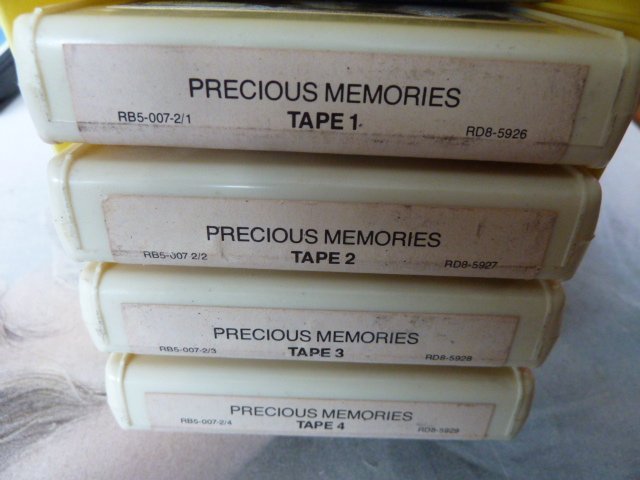 PRECIOUS MEMORIES
RB5-007-2/1 TAPE 1 RD8-5926
PRECIOUS MEMORIES
RB5-007 2/2 TAPE 2 RD8-5927
PRECIOUS MEMORIES
RB5-007-2/3 TAPE 3 RD8-5928
PRECIOUS MEMORIES
RB5-007-2/4 TAPE 4 RD8-5929